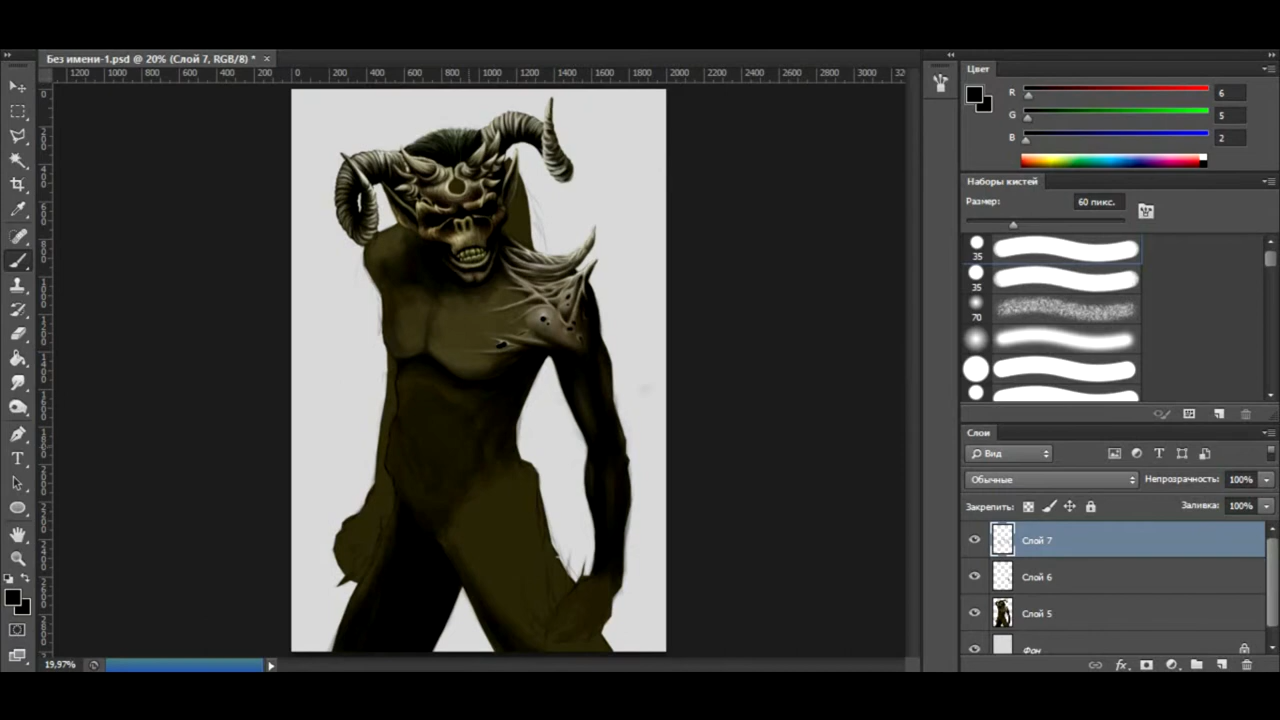 Без имени-1.psd @ 20% (Слой 7, RGB/8) * ×
1200 1000 800 600 400 200 0 200 400 600 800 1000 1200 1400 1600 1800 2000 2200 2400 2600 2800 3000
Цвет
R 6
G 5
B 2
Наборы кистей
Размер: 60 пикс.
35
35
70
Слои
Вид
Обычные Непрозрачность: 100%
Закрепить: Заливка: 100%
Слой 7
Слой 6
Слой 5
Фон
19,97%